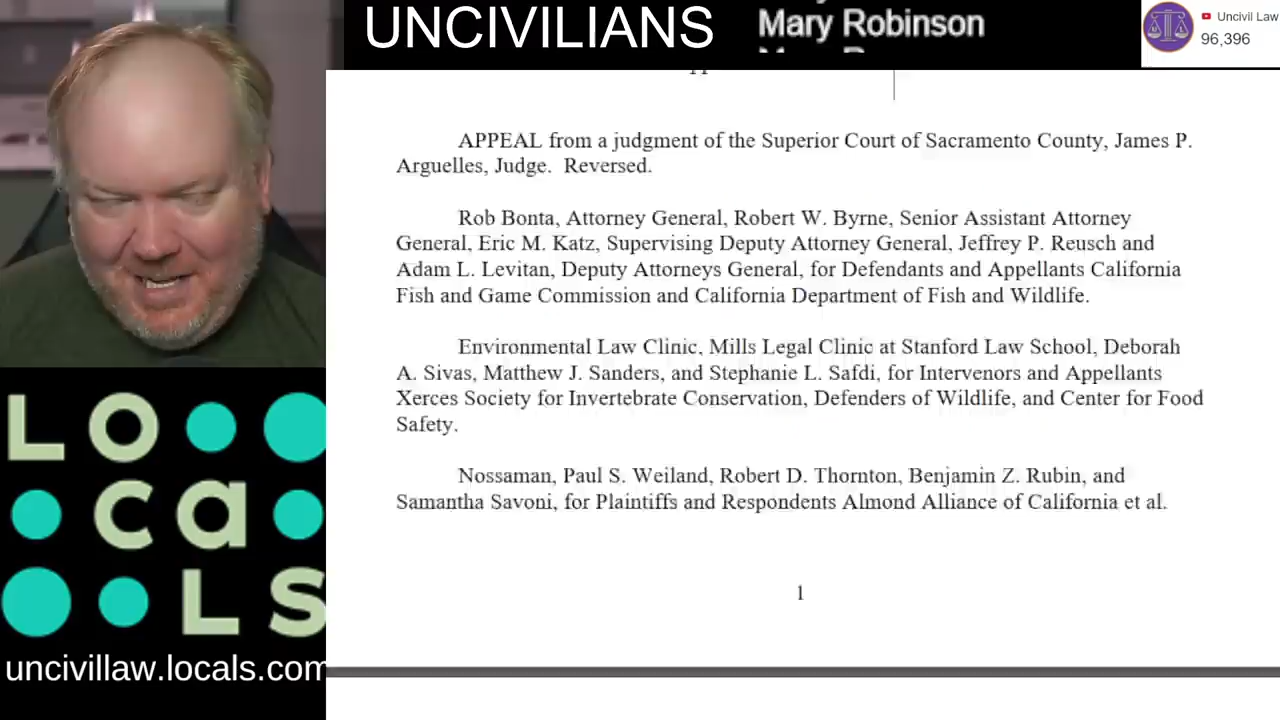 UNCIVILIANS
Mary Robinson
Uncivil Law
96,396
APPEAL from a judgment of the Superior Court of Sacramento County, James P.
Arguelles, Judge. Reversed.
Rob Bonta, Attorney General, Robert W. Byrne, Senior Assistant Attorney
General, Eric M. Katz, Supervising Deputy Attorney General, Jeffrey P. Reusch and
Adam L. Levitan, Deputy Attorneys General, for Defendants and Appellants California
Fish and Game Commission and California Department of Fish and Wildlife.
Environmental Law Clinic, Mills Legal Clinic at Stanford Law School, Deborah
A. Sivas, Matthew J. Sanders, and Stephanie L. Safdi, for Intervenors and Appellants
Xerces Society for Invertebrate Conservation, Defenders of Wildlife, and Center for Food
Safety.
Nossaman, Paul S. Weiland, Robert D. Thornton, Benjamin Z. Rubin, and
Samantha Savoni, for Plaintiffs and Respondents Almond Alliance of California et al.
1
LOcaLS
uncivillaw.locals.com